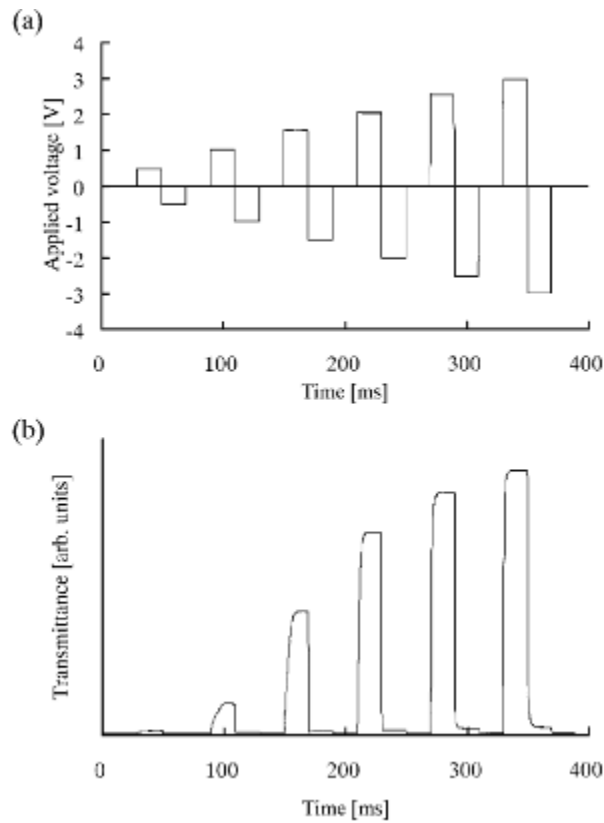 (a)
4
3
2
1
0
-1
-2
-3
-4
Applied voltage [V]
0 100 200 300 400
Time [ms]
(b)
Transmittance [arb. units]
0 100 200 300 400
Time [ms]